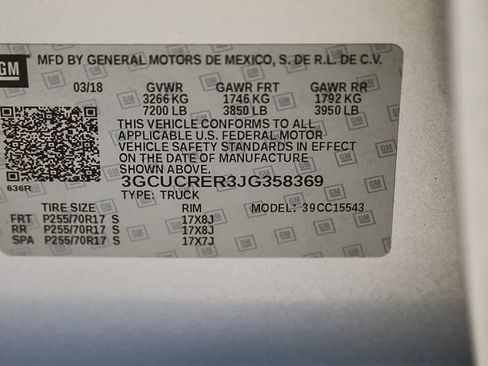 GM
MFD BY GENERAL MOTORS DE MEXICO, S. DE R.L. DE C.V.
03/18 GVWR GAWR FRT GAWR RR
3266 KG 1746 KG 1792 KG
7200 LB 3850 LB 3950 LB
THIS VEHICLE CONFORMS TO ALL
APPLICABLE U.S. FEDERAL MOTOR
VEHICLE SAFETY STANDARDS IN EFFECT
ON THE DATE OF MANUFACTURE
SHOWN ABOVE.
636R
3GCUCRER3JG358369
TYPE: TRUCK
TIRE SIZE RIM MODEL: 39CC15543
FRT P255/70R17 S 17X8J
RR P255/70R17 S 17X8J
SPA P255/70R17 S 17X7J